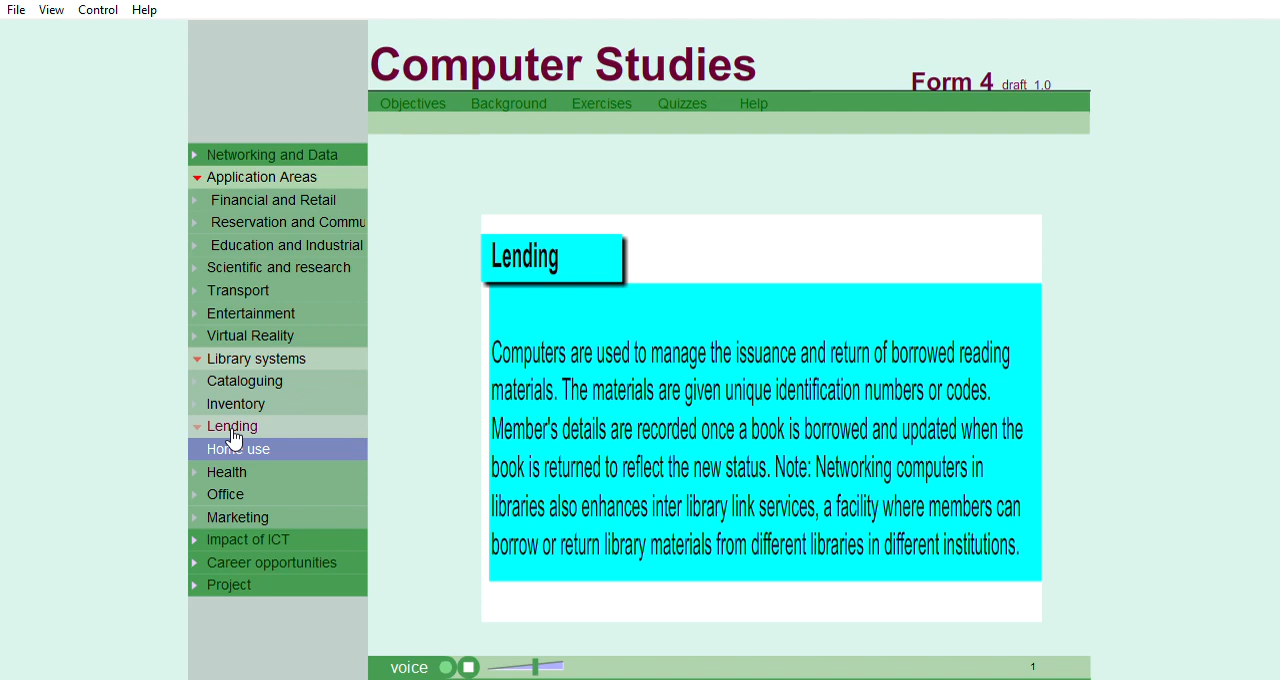 File View Control Help
Computer Studies
Form 4 draft 1.0
Objectives Background Exercises Quizzes Help
Networking and Data
Application Areas
Financial and Retail
Reservation and Commu
Education and Industrial
Scientific and research
Transport
Entertainment
Virtual Reality
Library systems
Cataloguing
Inventory
Lending
Home use
Health
Office
Marketing
Impact of ICT
Career opportunities
Project
Lending
Computers are used to manage the issuance and return of borrowed reading
materials. The materials are given unique identification numbers or codes.
Member's details are recorded once a book is borrowed and updated when the
book is returned to reflect the new status. Note: Networking computers in
libraries also enhances inter library link services, a facility where members can
borrow or return library materials from different libraries in different institutions.
voice
1